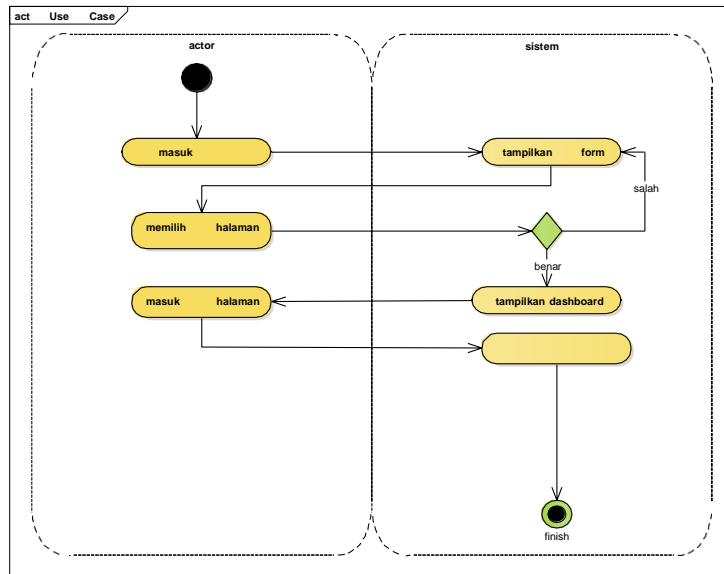 act Use Case
actor
sistem
masuk
tampilkan form
salah
memilih halaman
benar
masuk halaman
tampilkan dashboard
finish